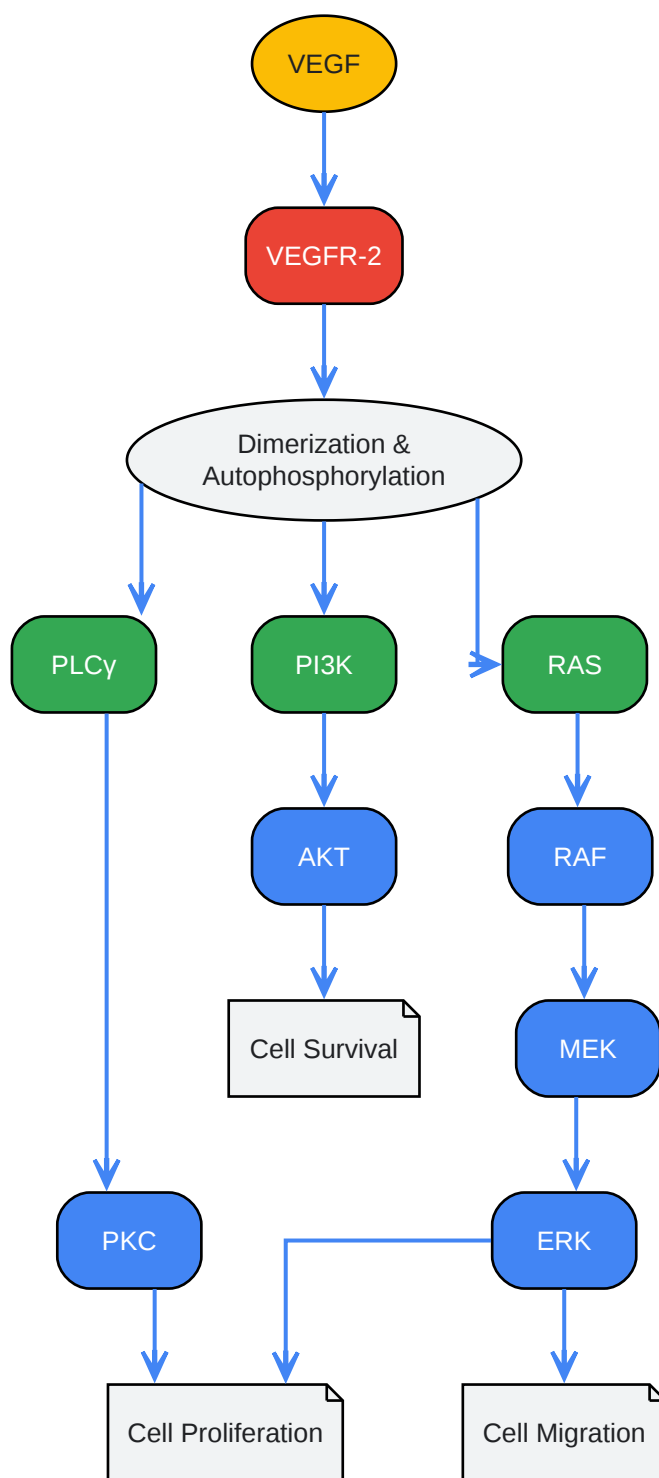 VEGF
VEGFR-2
Dimerization &
Autophosphorylation
PLCγ
PI3K
RAS
AKT
RAF
Cell Survival
MEK
PKC
ERK
Cell Proliferation
Cell Migration